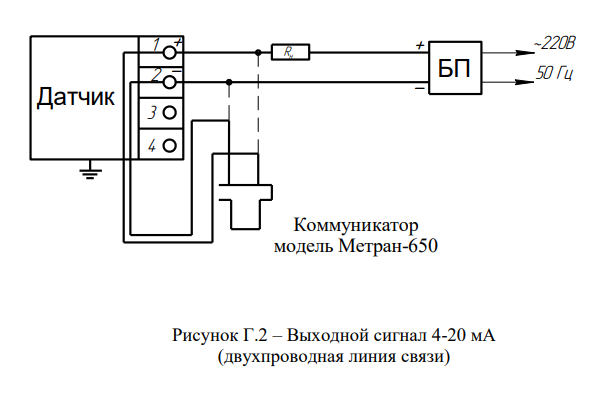 1 +
Rн
+
~220В
2 −
Датчик
БП
−
50 Гц
3
4
Коммуникатор
модель Метран-650
Рисунок Г.2 – Выходной сигнал 4-20 мА
(двухпроводная линия связи)